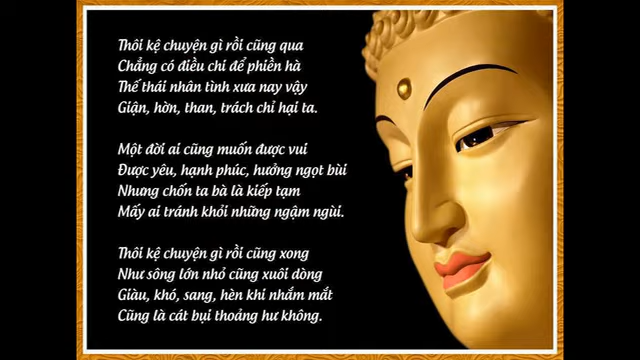 Thôi kệ chuyện gì rồi cũng qua
Chẳng có điều chi để phiền hà
Thế thái nhân tình xưa nay vậy
Giận, hờn, than, trách chỉ hại ta.
Một đời ai cũng muốn được vui
Được yêu, hạnh phúc, hưởng ngọt bùi
Nhưng chốn ta bà là kiếp tạm
Mấy ai tránh khỏi những ngậm ngùi.
Thôi kệ chuyện gì rồi cũng xong
Như sông lớn nhỏ cũng xuôi dòng
Giàu, khó, sang, hèn khi nhắm mắt
Cũng là cát bụi thoảng hư không.